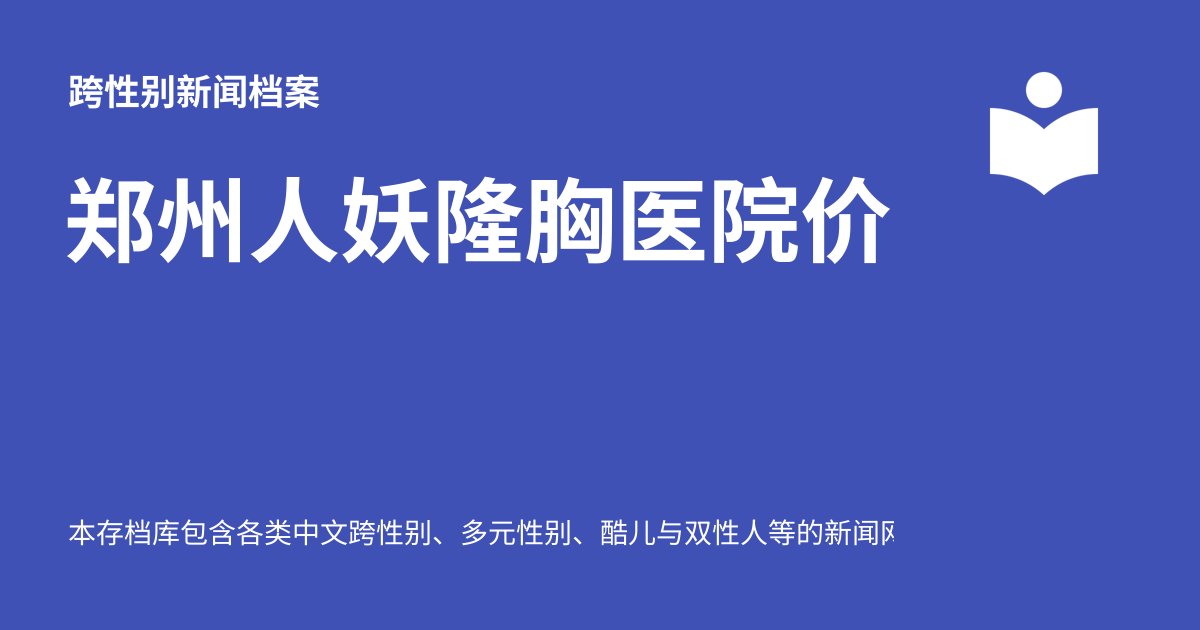 跨性别新闻档案
郑州人妖隆胸医院价
本存档库包含各类中文跨性别、多元性别、酷儿与双性人等的新闻